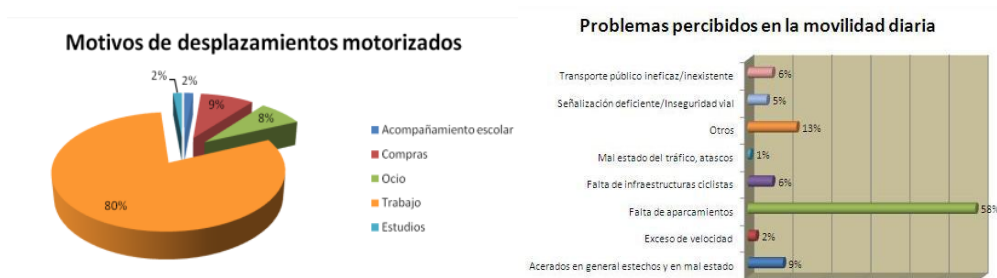 Motivos de desplazamientos motorizados
2%
2%
9%
8%
80%
Acompañamiento escolar
Compras
Ocio
Trabajo
Estudios
Problemas percibidos en la movilidad diaria
Transporte público ineficaz/inexistente
6%
Señalización deficiente/Inseguridad vial
5%
Otros
13%
Mal estado del tráfico, atascos
1%
Falta de infraestructuras ciclistas
6%
Falta de aparcamientos
58%
Exceso de velocidad
2%
Acerados en general estechos y en mal estado
9%